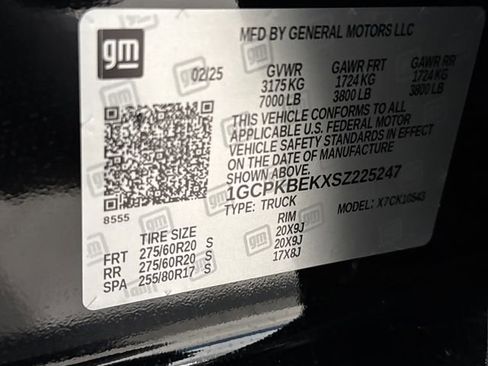 gm
MFD BY GENERAL MOTORS LLC
02/25 GVWR GAWR FRT GAWR RR
3175 KG 1724 KG 1724 KG
7000 LB 3800 LB 3800 LB
THIS VEHICLE CONFORMS TO ALL
APPLICABLE U.S. FEDERAL MOTOR
VEHICLE SAFETY STANDARDS IN EFFECT
ON THE DATE OF MANUFACTURE
SHOWN ABOVE.
1GCPKBEKXSZ225247
8555
TYPE: TRUCK MODEL: X7CK10543
TIRE SIZE RIM
FRT 275/60R20 S 20X9J
RR 275/60R20 S 20X9J
SPA 255/80R17 S 17X8J